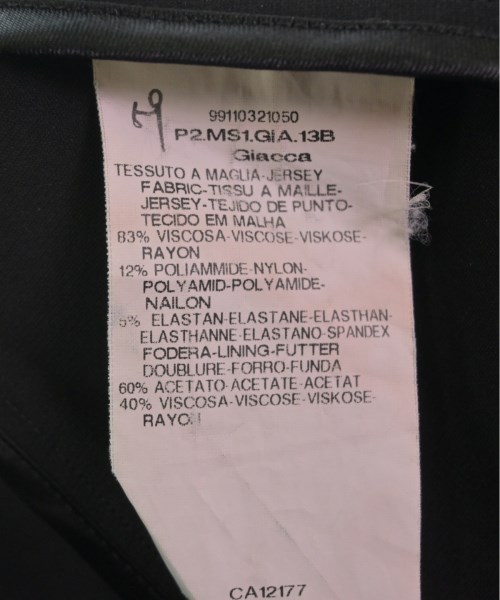 99110321050
P2.MS1.GIA.13B
Giacca
TESSUTO A MAGLIA-JERSEY
FABRIC-TISSU A MAILLE-
JERSEY-TEJIDO DE PUNTO-
TECIDO EM MALHA
83% VISCOSA-VISCOSE-VISKOSE-
RAYON
12% POLIAMMIDE-NYLON-
POLYAMID-POLYAMIDE-
NAILON
5% ELASTAN-ELASTANE-ELASTHAN-
ELASTHANNE-ELASTANO-SPANDEX
FODERA-LINING-FUTTER
DOUBLURE-FORRO-FUNDA
60% ACETATO-ACETATE-ACETAT
40% VISCOSA-VISCOSE-VISKOSE-
RAYON
CA12177